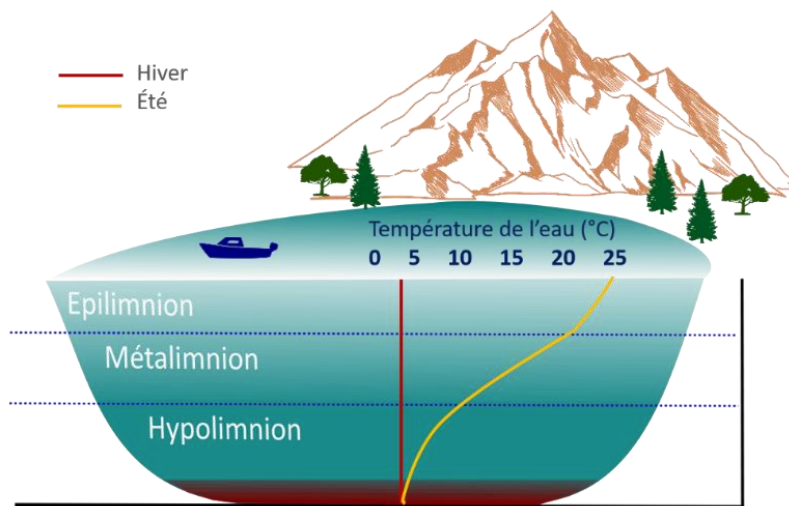 Hiver
Été
Température de l'eau (°C)
0 5 10 15 20 25
Epilimnion
Métalimnion
Hypolimnion